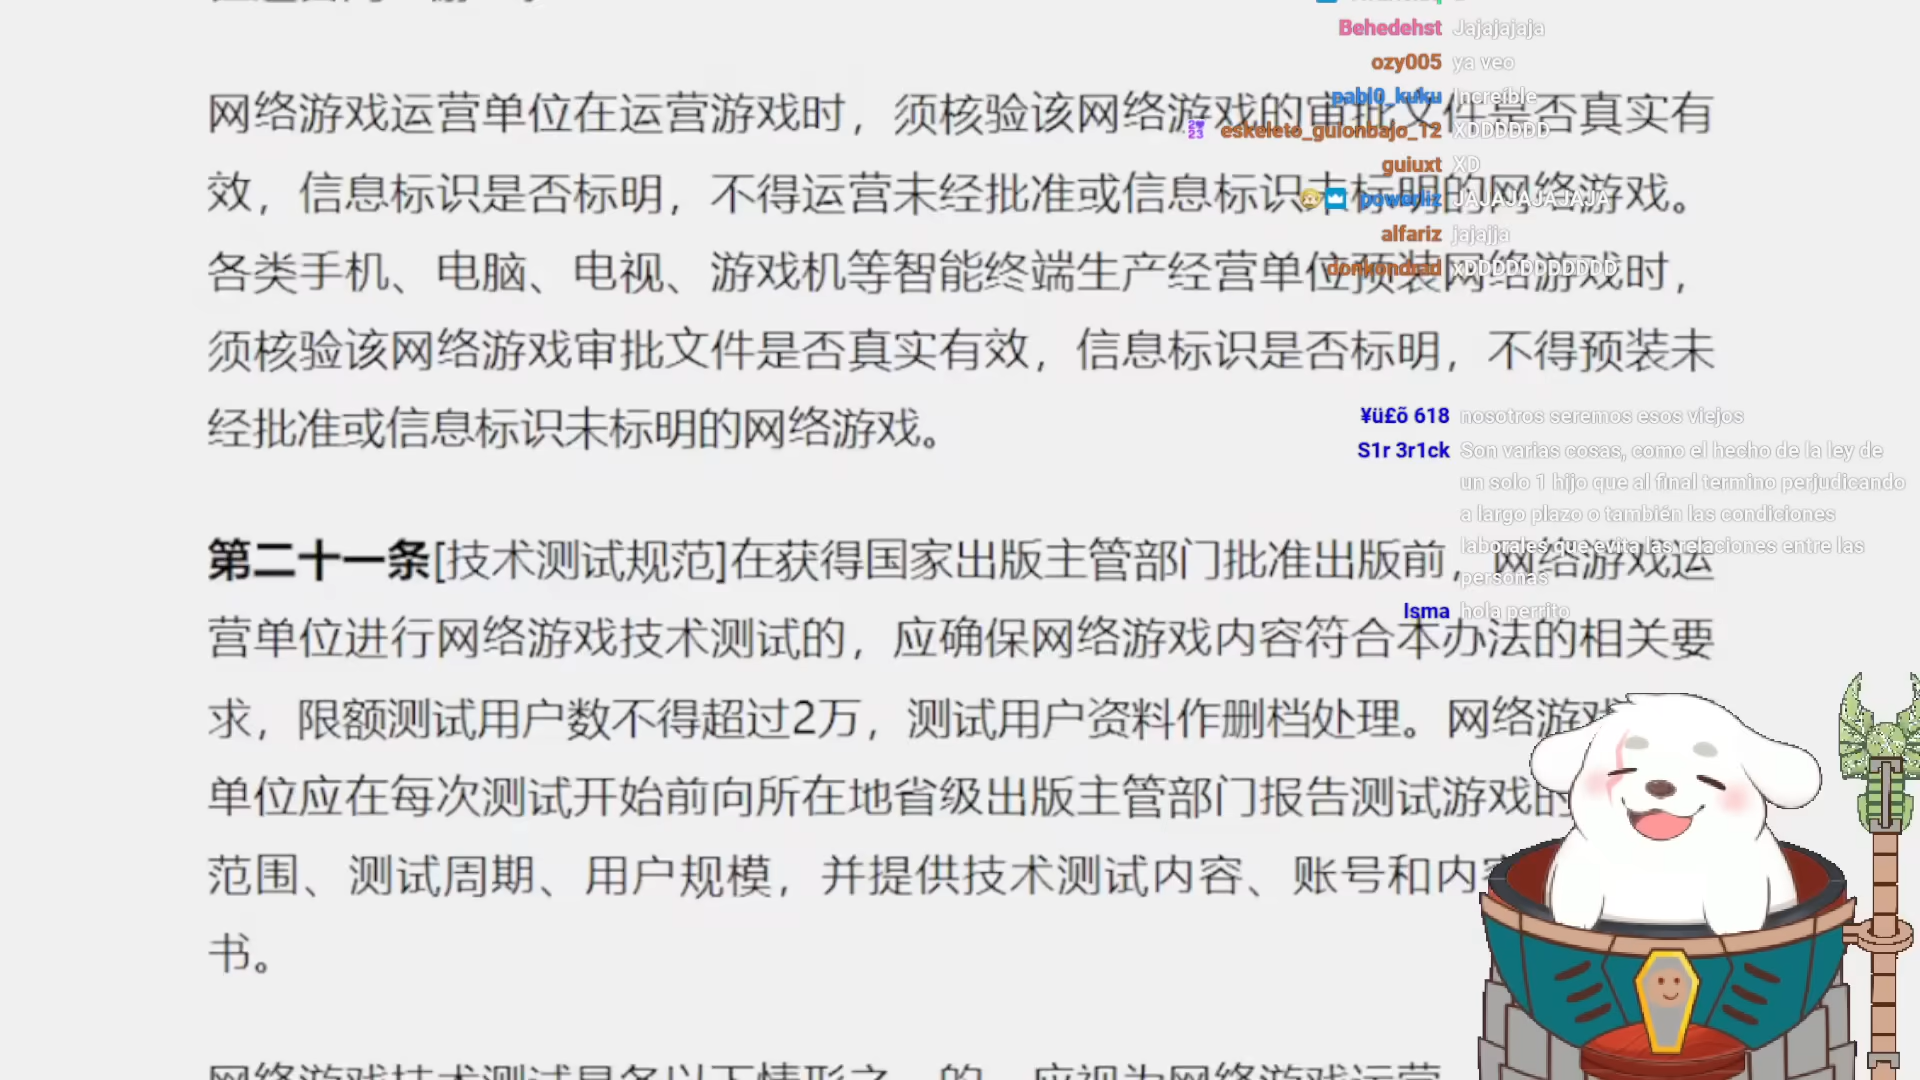 网络游戏运营单位在运营游戏时，须核验该网络游戏的审批文件是否真实有
效，信息标识是否标明，不得运营未经批准或信息标识未标明的网络游戏。
各类手机、电脑、电视、游戏机等智能终端生产经营单位预装网络游戏时，
须核验该网络游戏审批文件是否真实有效，信息标识是否标明，不得预装未
经批准或信息标识未标明的网络游戏。
第二十一条[技术测试规范]在获得国家出版主管部门批准出版前，网络游戏运
营单位进行网络游戏技术测试的，应确保网络游戏内容符合本办法的相关要
求，限额测试用户数不得超过2万，测试用户资料作删档处理。网络游戏
单位应在每次测试开始前向所在地省级出版主管部门报告测试游戏的
范围、测试周期、用户规模，并提供技术测试内容、账号和内容
书。
Behedehst Jajajajaja
ozy005 ya veo
pabl0_kuku Increíble
eskeleto_guionbajo_12 XDDDDDD
guiuxt XD
powerliz JAJAJAJAJAJA
alfariz jajajja
donkondrid xDDDDDDDDDDD
¥ü£õ 618 nosotros seremos esos viejos
S1r 3r1ck Son varias cosas, como el hecho de la ley de
un solo 1 hijo que al final termino perjudicando
a largo plazo o también las condiciones
laborales que evita las relaciones entre las
personas
Isma hola perrito